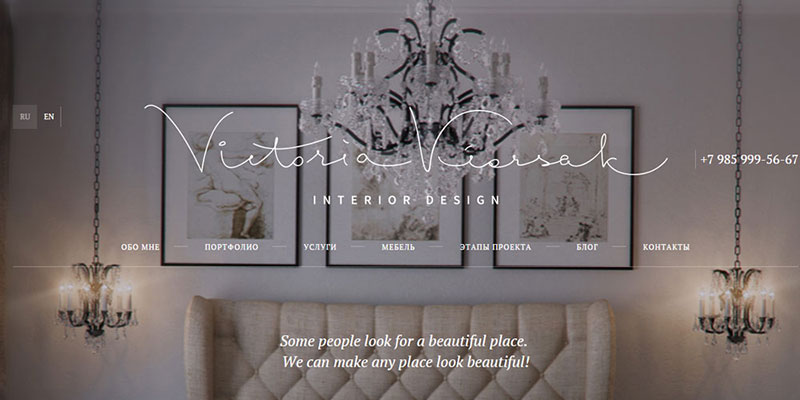 RU EN
Victoria
INTERIOR DESIGN
+7 985 999-56-67
ОБО МНЕ
ПОРТФОЛИО
УСЛУГИ
МЕБЕЛЬ
ЭТАПЫ ПРОЕКТА
БЛОГ
КОНТАКТЫ
Some people look for a beautiful place.
We can make any place look beautiful!